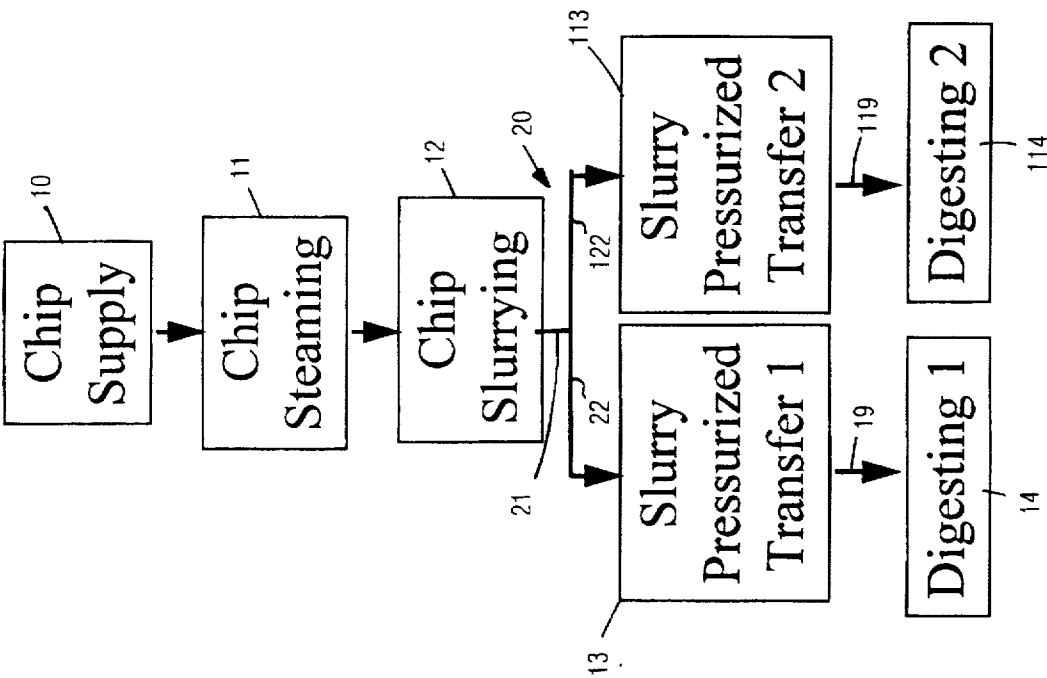 10
Chip
Supply
11
Chip
Steaming
12
Chip
Slurrying
20
21
22
122
13
Slurry
Pressurized
Transfer 1
113
Slurry
Pressurized
Transfer 2
19
119
Digesting 1
14
Digesting 2
114